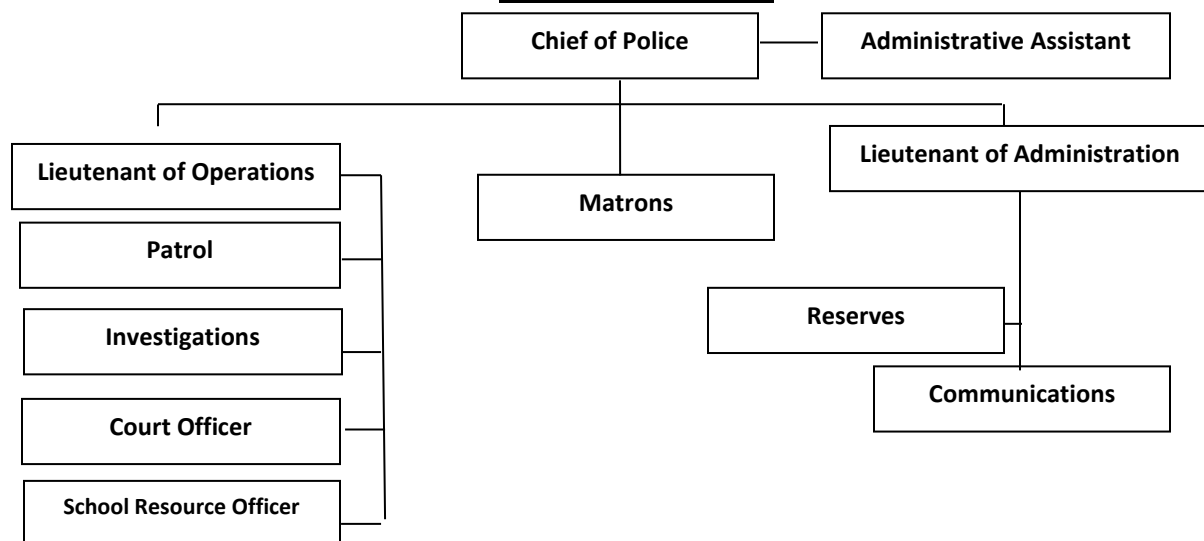 Chief of Police
Administrative Assistant
Lieutenant of Operations
Lieutenant of Administration
Matrons
Patrol
Investigations
Reserves
Communications
Court Officer
School Resource Officer